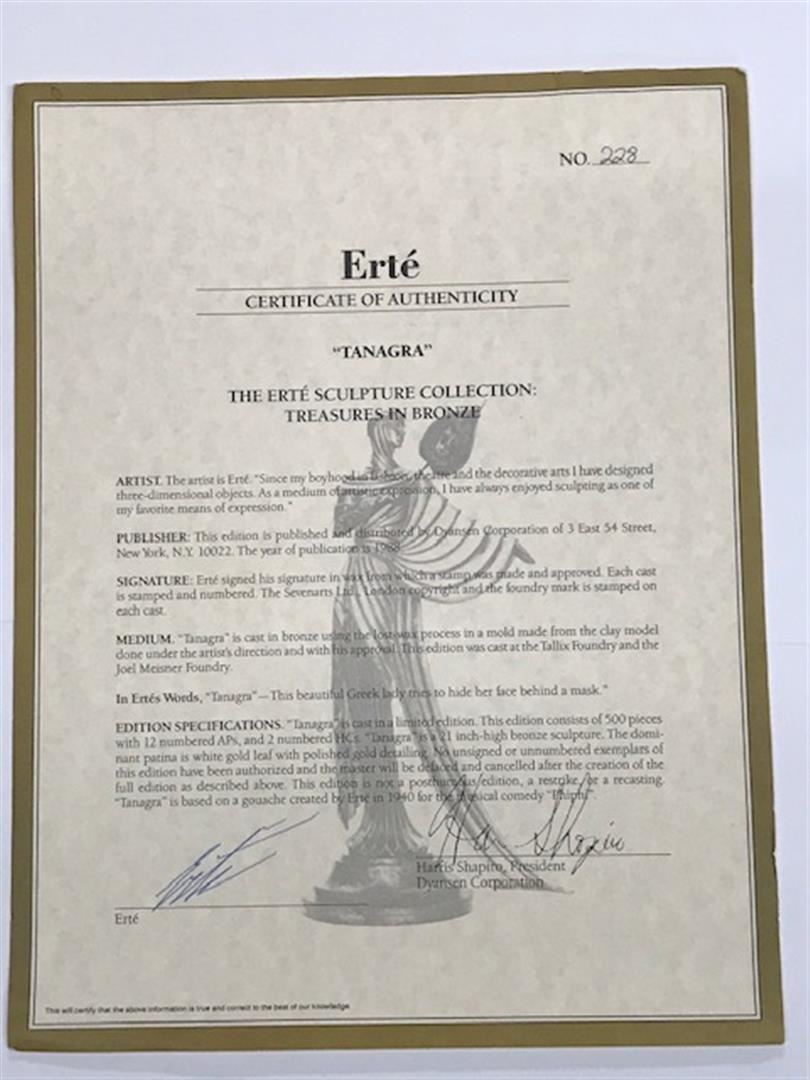 NO. 228
Erté
CERTIFICATE OF AUTHENTICITY
“TANAGRA”
THE ERTÉ SCULPTURE COLLECTION:
TREASURES IN BRONZE
ARTIST. The artist is Erté. “Since my boyhood in fashion, theatre and the decorative arts I have designed
three-dimensional objects. As a medium of artistic expression, I have always enjoyed sculpting as one of
my favorite means of expression.”
PUBLISHER: This edition is published and distributed by Dyansen Corporation of 3 East 54 Street,
New York, N.Y. 10022. The year of publication is 1988.
SIGNATURE: Erté signed his signature in wax from which a stamp was made and approved. Each cast
is stamped and numbered. The Sevenarts Ltd., London copyright and the foundry mark is stamped on
each cast.
MEDIUM. “Tanagra” is cast in bronze using the lost-wax process in a mold made from the clay model
done under the artist's direction and with his approval. This edition was cast at the Tallix Foundry and the
Joel Meisner Foundry.
In Ertés Words, “Tanagra”—This beautiful Greek lady tries to hide her face behind a mask.”
EDITION SPECIFICATIONS. “Tanagra” is cast in a limited edition. This edition consists of 500 pieces
with 12 numbered APs, and 2 numbered HCs. “Tanagra” is a 21 inch-high bronze sculpture. The domi-
nant patina is white gold leaf with polished gold detailing. No unsigned or unnumbered exemplars of
this edition have been authorized and the master will be defaced and cancelled after the creation of the
full edition as described above. This edition is not a posthumous edition, a restrike, or a recasting.
“Tanagra” is based on a gouache created by Erté in 1940 for the musical comedy “Phiphi”.
Erté
Harris Shapiro
Harris Shapiro, President
Dyansen Corporation
Erté
This will certify that the above information is true and correct to the best of our knowledge.